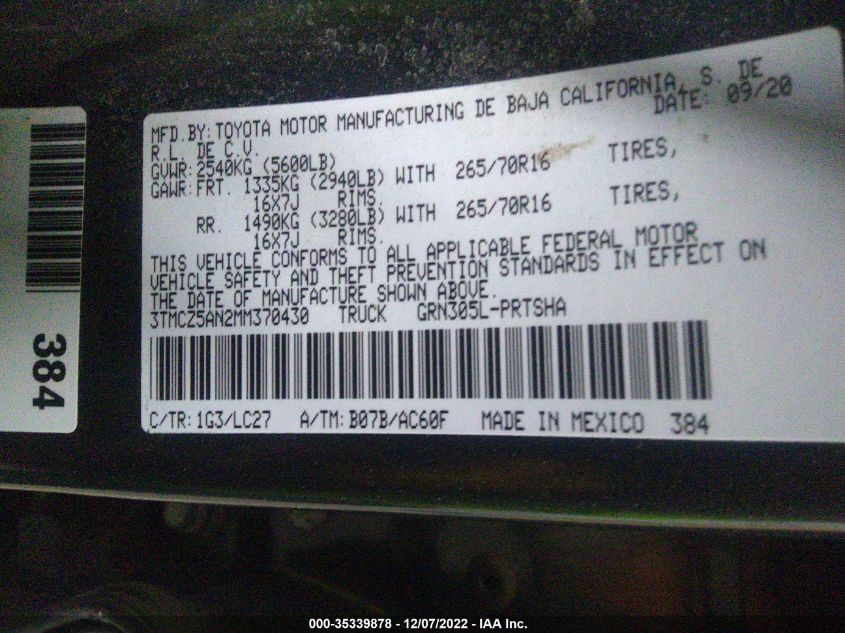 MFD. BY: TOYOTA MOTOR MANUFACTURING DE BAJA CALIFORNIA, S. DE
R.L. DE C.V. DATE: 09/20
GVWR: 2540KG (5600LB)
GAWR: FRT. 1335KG (2940LB) WITH 265/70R16 TIRES,
16X7J RIMS.
RR. 1490KG (3280LB) WITH 265/70R16 TIRES,
16X7J RIMS.
THIS VEHICLE CONFORMS TO ALL APPLICABLE FEDERAL MOTOR
VEHICLE SAFETY AND THEFT PREVENTION STANDARDS IN EFFECT ON
THE DATE OF MANUFACTURE SHOWN ABOVE.
3TMCZ5AN2MM370430 TRUCK GRN305L-PRTSHA
C/TR: 1G3/LC27 A/TM: B07B/AC60F MADE IN MEXICO 384
384
000-35339878 - 12/07/2022 - IAA Inc.